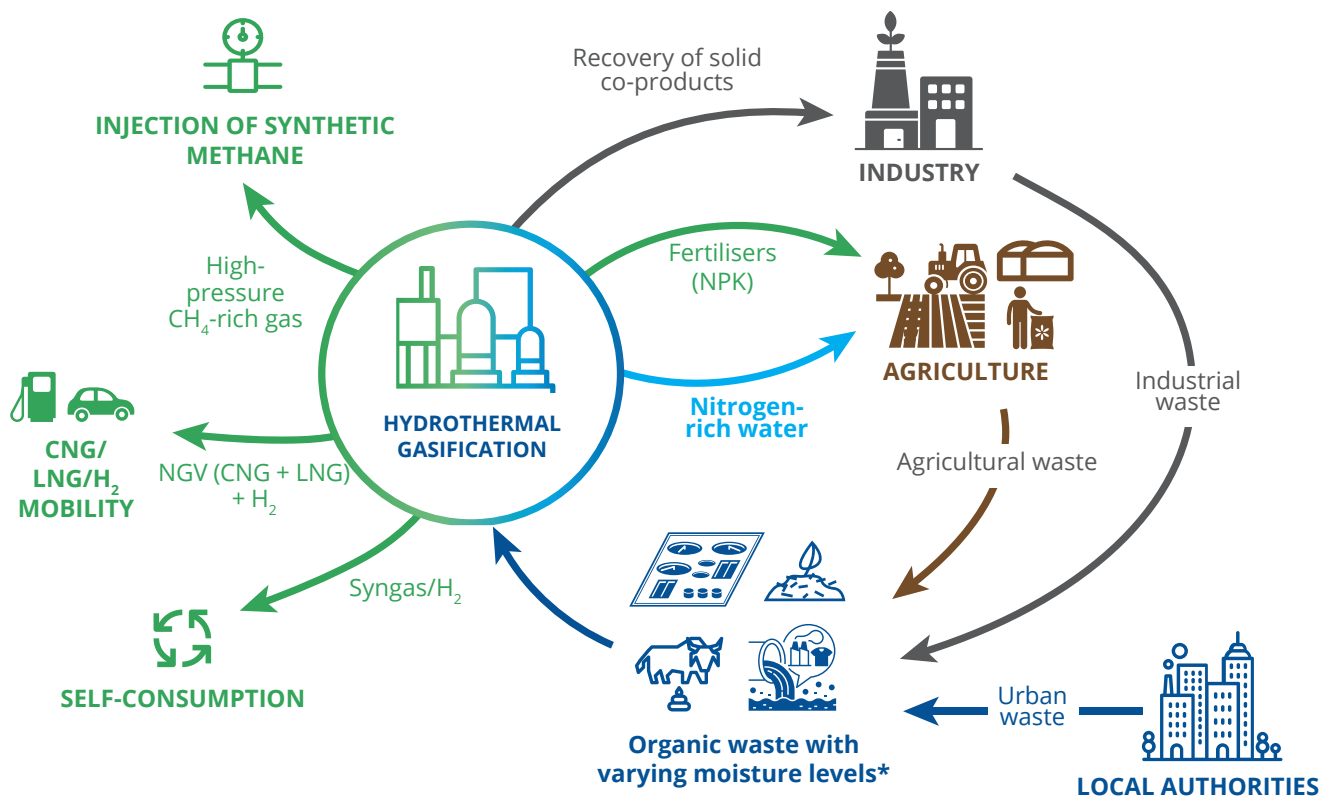 Recovery of solid
co-products
INJECTION OF SYNTHETIC
METHANE
INDUSTRY
High-
pressure
CH₄-rich gas
Fertilisers
(NPK)
AGRICULTURE
Industrial
waste
Nitrogen-
rich water
HYDROTHERMAL
GASIFICATION
CNG/
LNG/H₂
MOBILITY
NGV (CNG + LNG)
+ H₂
Agricultural waste
Syngas/H₂
SELF-CONSUMPTION
Urban
waste
Organic waste with
varying moisture levels*
LOCAL AUTHORITIES